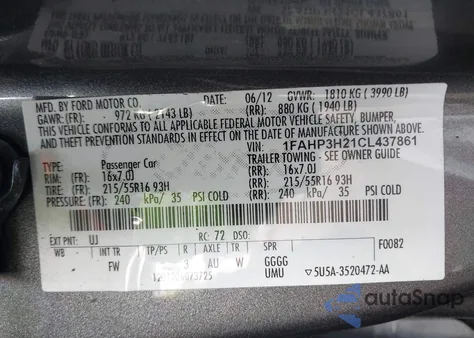 MFD. BY FORD MOTOR CO.
DATE: 06/12 GVWR: 1810 KG ( 3990 LB)
GAWR:(FR): 972 KG ( 2143 LB) (RR): 880 KG ( 1940 LB)
THIS VEHICLE CONFORMS TO ALL APPLICABLE FEDERAL MOTOR VEHICLE SAFETY, BUMPER,
AND THEFT PREVENTION STANDARDS IN EFFECT ON THE DATE OF MANUFACTURE SHOWN ABOVE.
VIN: 1FAHP3H21CL437861
TYPE: Passenger Car TRAILER TOWING - SEE OWNER GUIDE
RIM: (FR): 16x7.0J (RR): 16x7.0J
TIRE: (FR): 215/55R16 93H (RR): 215/55R16 93H
PRESSURE: (FR): 240 kPa/ 35 PSI COLD (RR): 240 kPa/ 35 PSI COLD
EXT PNT: UJ RC: 72 DSO: F0082
WB INT TR TP/PS R AXLE TR SPR
- FW 3 AU W GGGG
UMU 5U5A-3520472-AA
autoSnap